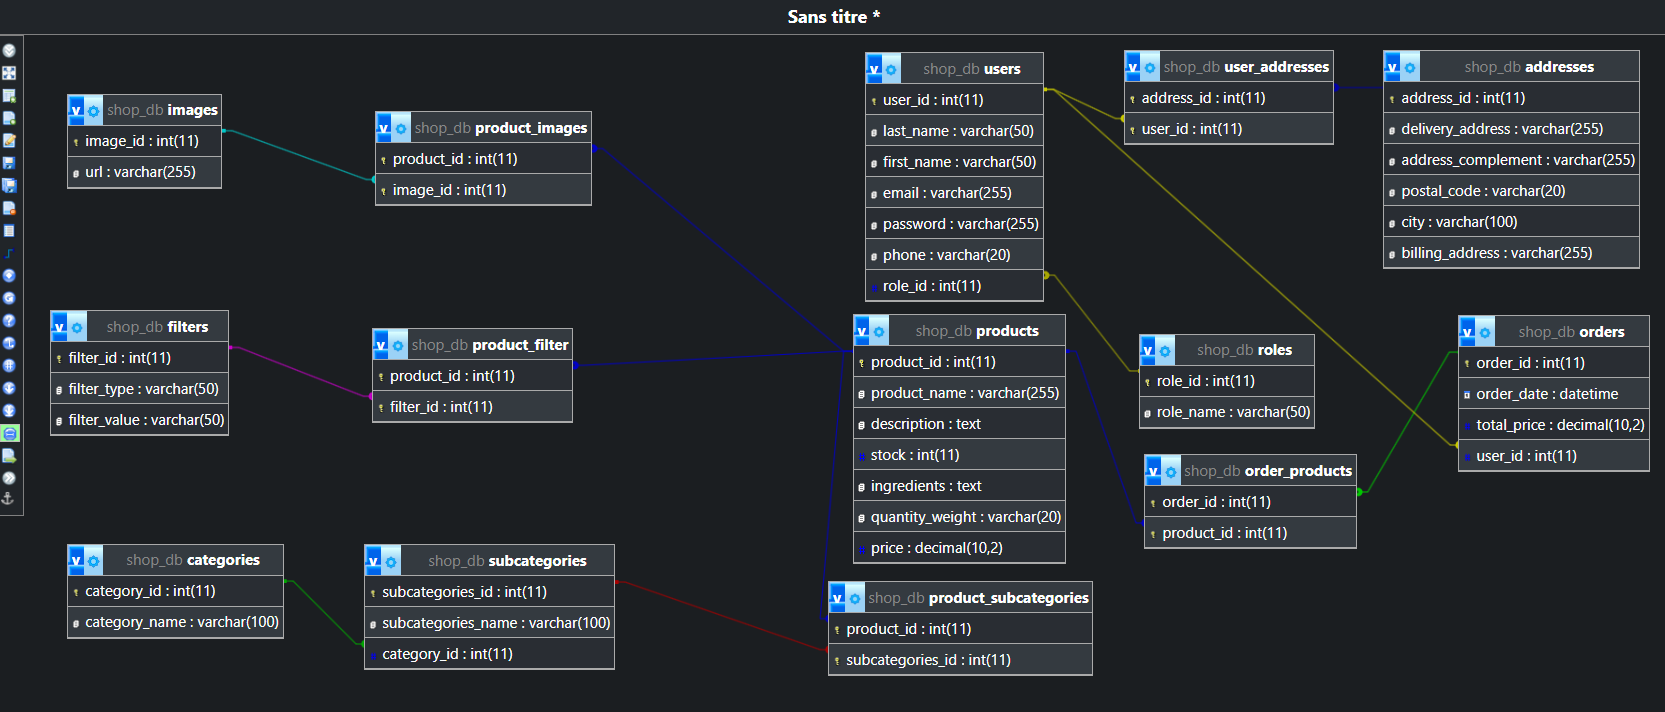 Sans titre *
shop_db images
image_id : int(11)
url : varchar(255)
shop_db product_images
product_id : int(11)
image_id : int(11)
shop_db users
user_id : int(11)
last_name : varchar(50)
first_name : varchar(50)
email : varchar(255)
password : varchar(255)
phone : varchar(20)
role_id : int(11)
shop_db user_addresses
address_id : int(11)
user_id : int(11)
shop_db addresses
address_id : int(11)
delivery_address : varchar(255)
address_complement : varchar(255)
postal_code : varchar(20)
city : varchar(100)
billing_address : varchar(255)
shop_db filters
filter_id : int(11)
filter_type : varchar(50)
filter_value : varchar(50)
shop_db product_filter
product_id : int(11)
filter_id : int(11)
shop_db products
product_id : int(11)
product_name : varchar(255)
description : text
stock : int(11)
ingredients : text
quantity_weight : varchar(20)
price : decimal(10,2)
shop_db roles
role_id : int(11)
role_name : varchar(50)
shop_db orders
order_id : int(11)
order_date : datetime
total_price : decimal(10,2)
user_id : int(11)
shop_db order_products
order_id : int(11)
product_id : int(11)
shop_db categories
category_id : int(11)
category_name : varchar(100)
shop_db subcategories
subcategories_id : int(11)
subcategories_name : varchar(100)
category_id : int(11)
shop_db product_subcategories
product_id : int(11)
subcategories_id : int(11)